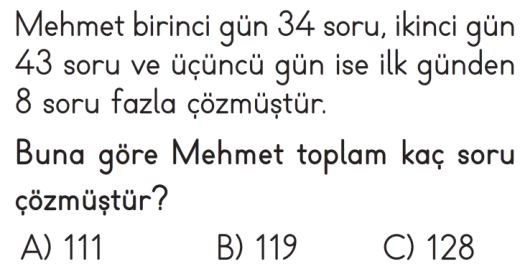 Mehmet birinci gün 34 soru, ikinci gün
43 soru ve üçüncü gün ise ilk günden
8 soru fazla çözmüştür.
Buna göre Mehmet toplam kaç soru
çözmüştür?
A) 111 B) 119 C) 128